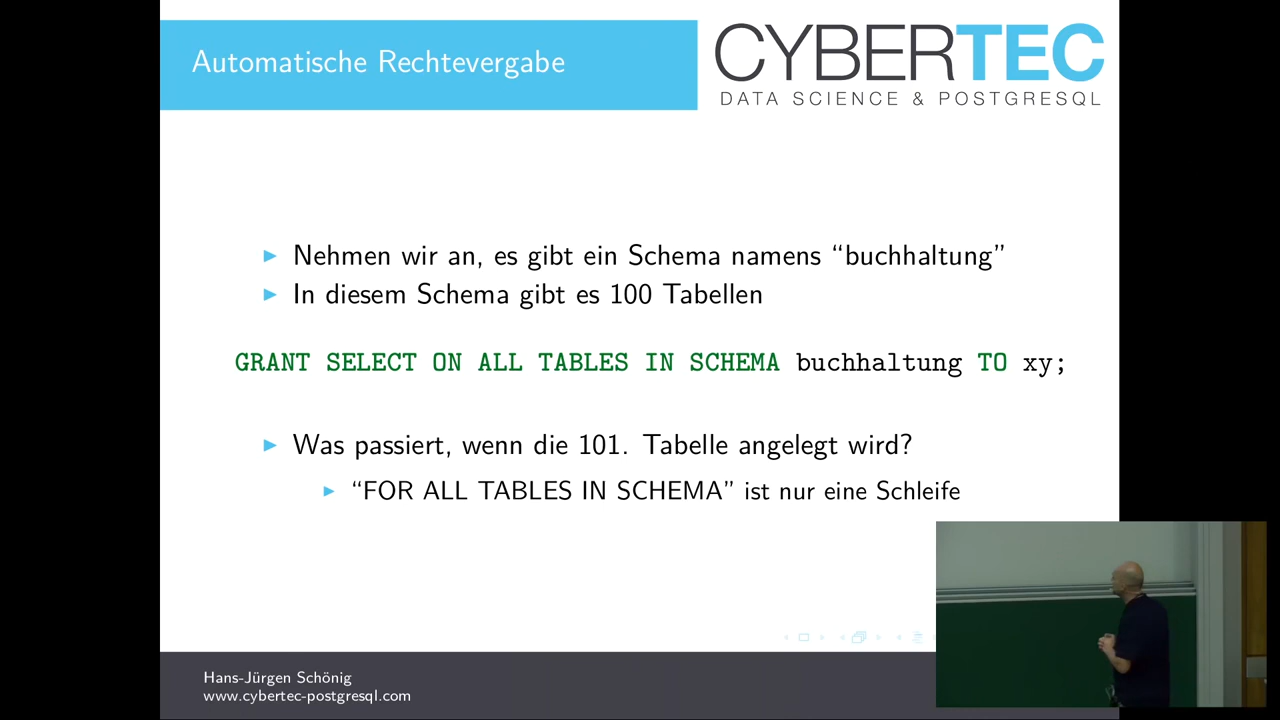 Automatische Rechtevergabe
CYBERTEC
DATA SCIENCE & POSTGRESQL
Nehmen wir an, es gibt ein Schema namens “buchhaltung”
In diesem Schema gibt es 100 Tabellen
GRANT SELECT ON ALL TABLES IN SCHEMA buchhaltung TO xy;
Was passiert, wenn die 101. Tabelle angelegt wird?
“FOR ALL TABLES IN SCHEMA” ist nur eine Schleife
Hans-Jürgen Schönig
www.cybertec-postgresql.com